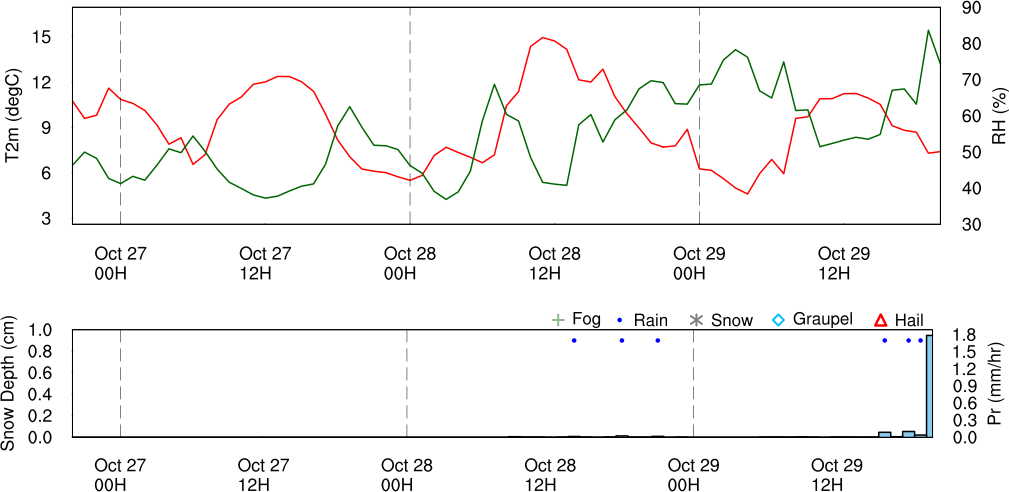 T2m (degC)
15
12
9
6
3
RH (%)
90
80
70
60
50
40
30
Oct 27 Oct 27 Oct 28 Oct 28 Oct 29 Oct 29
00H 12H 00H 12H 00H 12H
Fog Rain Snow Graupel Hail
Snow Depth (cm)
1.0
0.8
0.6
0.4
0.2
0.0
Pr (mm/hr)
1.8
1.5
1.2
0.9
0.6
0.3
0.0
Oct 27 Oct 27 Oct 28 Oct 28 Oct 29 Oct 29
00H 12H 00H 12H 00H 12H